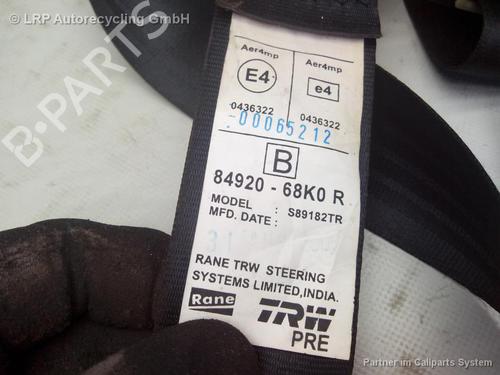 © LRP Autorecycling GmbH
B-PARTS
Aer4mp
Aer4mp
E4
e4
0436322
0436322
00065212
B
84920 - 68K0 R
MODEL : S89182TR
MFD. DATE :
31
RANE TRW STEERING
SYSTEMS LIMITED,INDIA.
Rane
TRW
PRE
Partner im Caliparts System